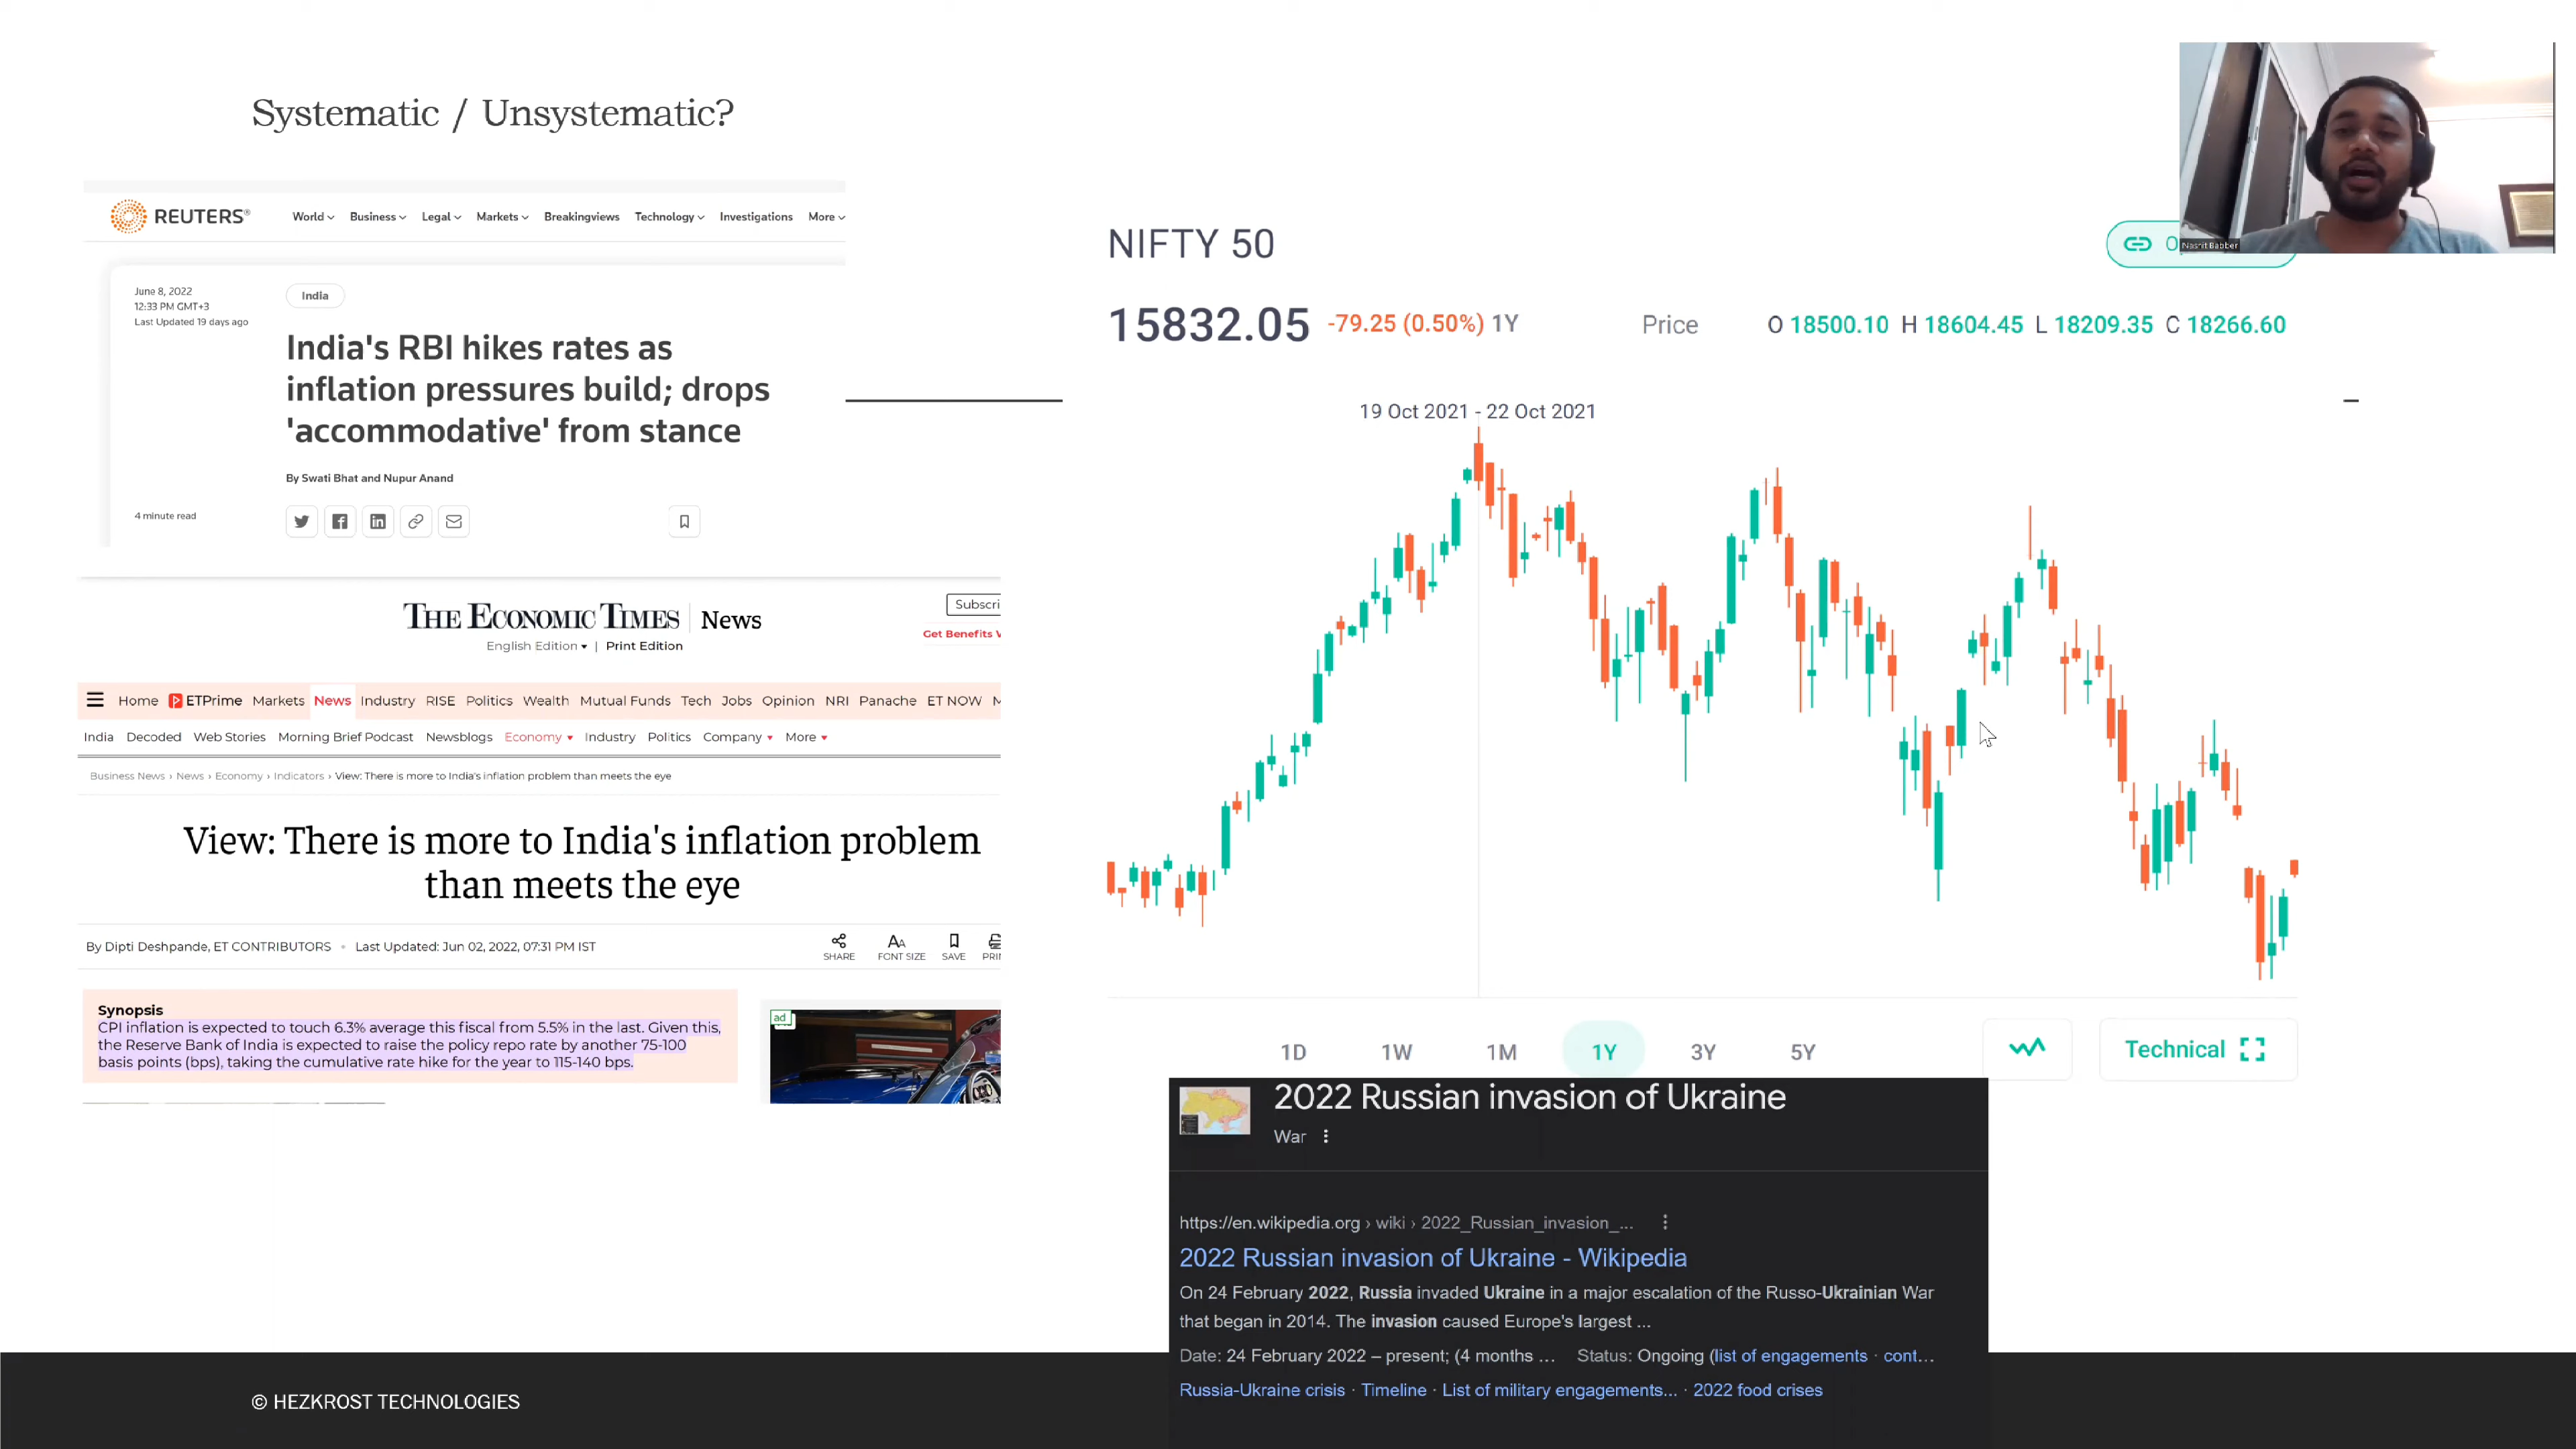 Systematic / Unsystematic?
REUTERS®
World Business Legal Markets Breakingviews Technology Investigations More
June 8, 2022
12:33 PM GMT+3
Last Updated 19 days ago
India
India's RBI hikes rates as
inflation pressures build; drops
'accommodative' from stance
By Swati Bhat and Nupur Anand
4 minute read
THE ECONOMIC TIMES | News
Subscri
English Edition | Print Edition
Get Benefits
Home ETPrime Markets News Industry RISE Politics Wealth Mutual Funds Tech Jobs Opinion NRI Panache ET NOW
India Decoded Web Stories Morning Brief Podcast Newsblogs Economy Industry Politics Company More
Business News › News › Economy › Indicators › View: There is more to India's inflation problem than meets the eye
View: There is more to India's inflation problem
than meets the eye
By Dipti Deshpande, ET CONTRIBUTORS • Last Updated: Jun 02, 2022, 07:31 PM IST
SHARE FONT SIZE SAVE PRI
Synopsis
CPI inflation is expected to touch 6.3% average this fiscal from 5.5% in the last. Given this,
the Reserve Bank of India is expected to raise the policy repo rate by another 75-100
basis points (bps), taking the cumulative rate hike for the year to 115-140 bps.
ad
NIFTY 50
O
Nasrit Babber
15832.05 -79.25 (0.50%) 1Y
Price O 18500.10 H 18604.45 L 18209.35 C 18266.60
19 Oct 2021 - 22 Oct 2021
1D 1W 1M 1Y 3Y 5Y
Technical
2022 Russian invasion of Ukraine
War
https://en.wikipedia.org › wiki › 2022_Russian_invasion_...
2022 Russian invasion of Ukraine - Wikipedia
On 24 February 2022, Russia invaded Ukraine in a major escalation of the Russo-Ukrainian War
that began in 2014. The invasion caused Europe's largest ...
Date: 24 February 2022 – present; (4 months ... Status: Ongoing (list of engagements · cont...
Russia-Ukraine crisis · Timeline · List of military engagements... · 2022 food crises
© HEZKROST TECHNOLOGIES